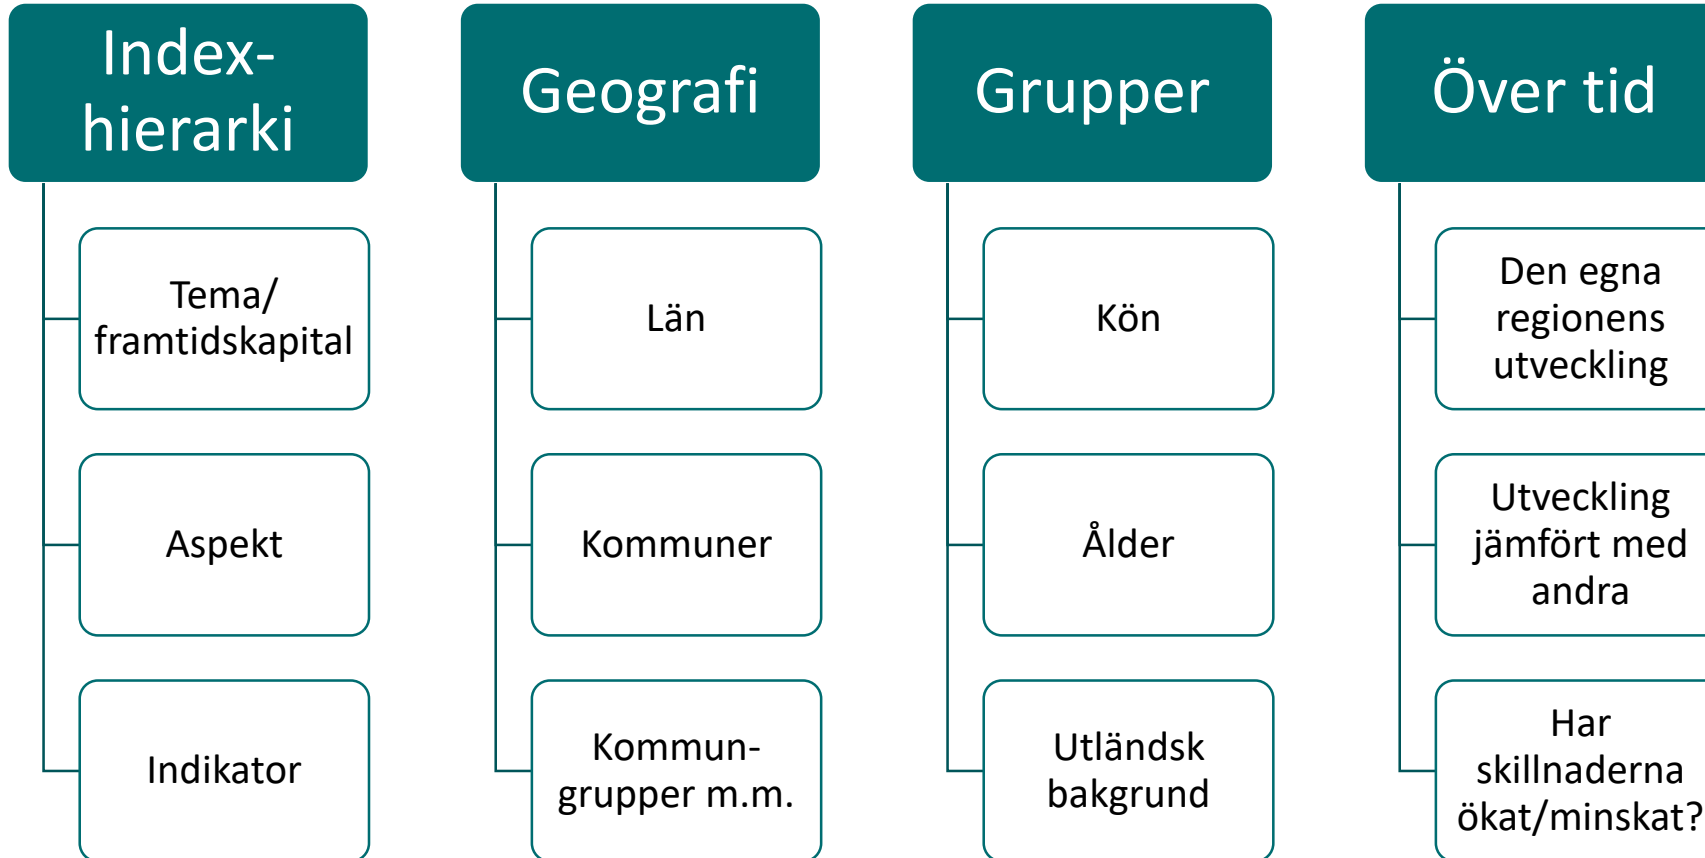 Index-
hierarki
Tema/
framtidskapital
Aspekt
Indikator
Geografi
Län
Kommuner
Kommun-
grupper m.m.
Grupper
Kön
Ålder
Utländsk
bakgrund
Över tid
Den egna
regionens
utveckling
Utveckling
jämfört med
andra
Har
skillnaderna
ökat/minskat?